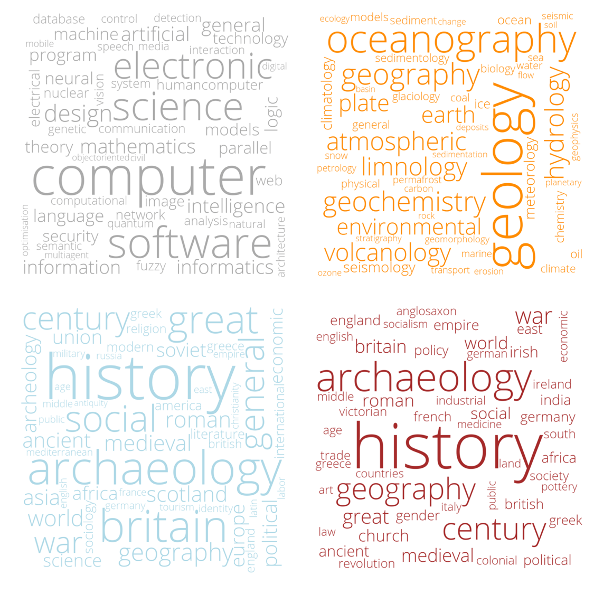 database control detection
mobile machine artificial general
speech media technology
program interaction
electronic digital
electrical neural vision system humancomputer
nuclear
design science logic
genetic communication models
theory mathematics parallel
objectoriented civil
computer web
computational image intelligence
language network analysis natural
optimisation security quantum
semantic software architecture
multiagent
information fuzzy informatics
ecology models sediment change ocean seismic
soil
oceanography
sedimentology sea
climatology geography biology water
flow
basin glaciology coal ice
plate earth hydrology
general deposits
atmospheric geology geophysics
snow sedimentation
petrology limnology meteorology
physical permafrost planetary
carbon
geochemistry chemistry
rock
environmental
stratigraphy geomorphology
volcanology marine oil
ozone seismology transport erosion climate
century greek great
religion
union modern soviet greece economic
military russia empire
archeology history general international
age east
middle antiquity america christianity
public social roman
ancient medieval literature
mediterranean british
archaeology
english labor
asia africa france scotland
germany tourism identity latin
world sociology britain europe political
war england
science geography
anglosaxon war
england socialism empire east economic
english
britain policy world
german irish
archaeology
middle roman industrial ireland
india
victorian french social germany
age medicine
history south
trade land africa
greece countries
geography society
art public pottery
italy british
great gender century greek
law church
ancient medieval colonial political
revolution